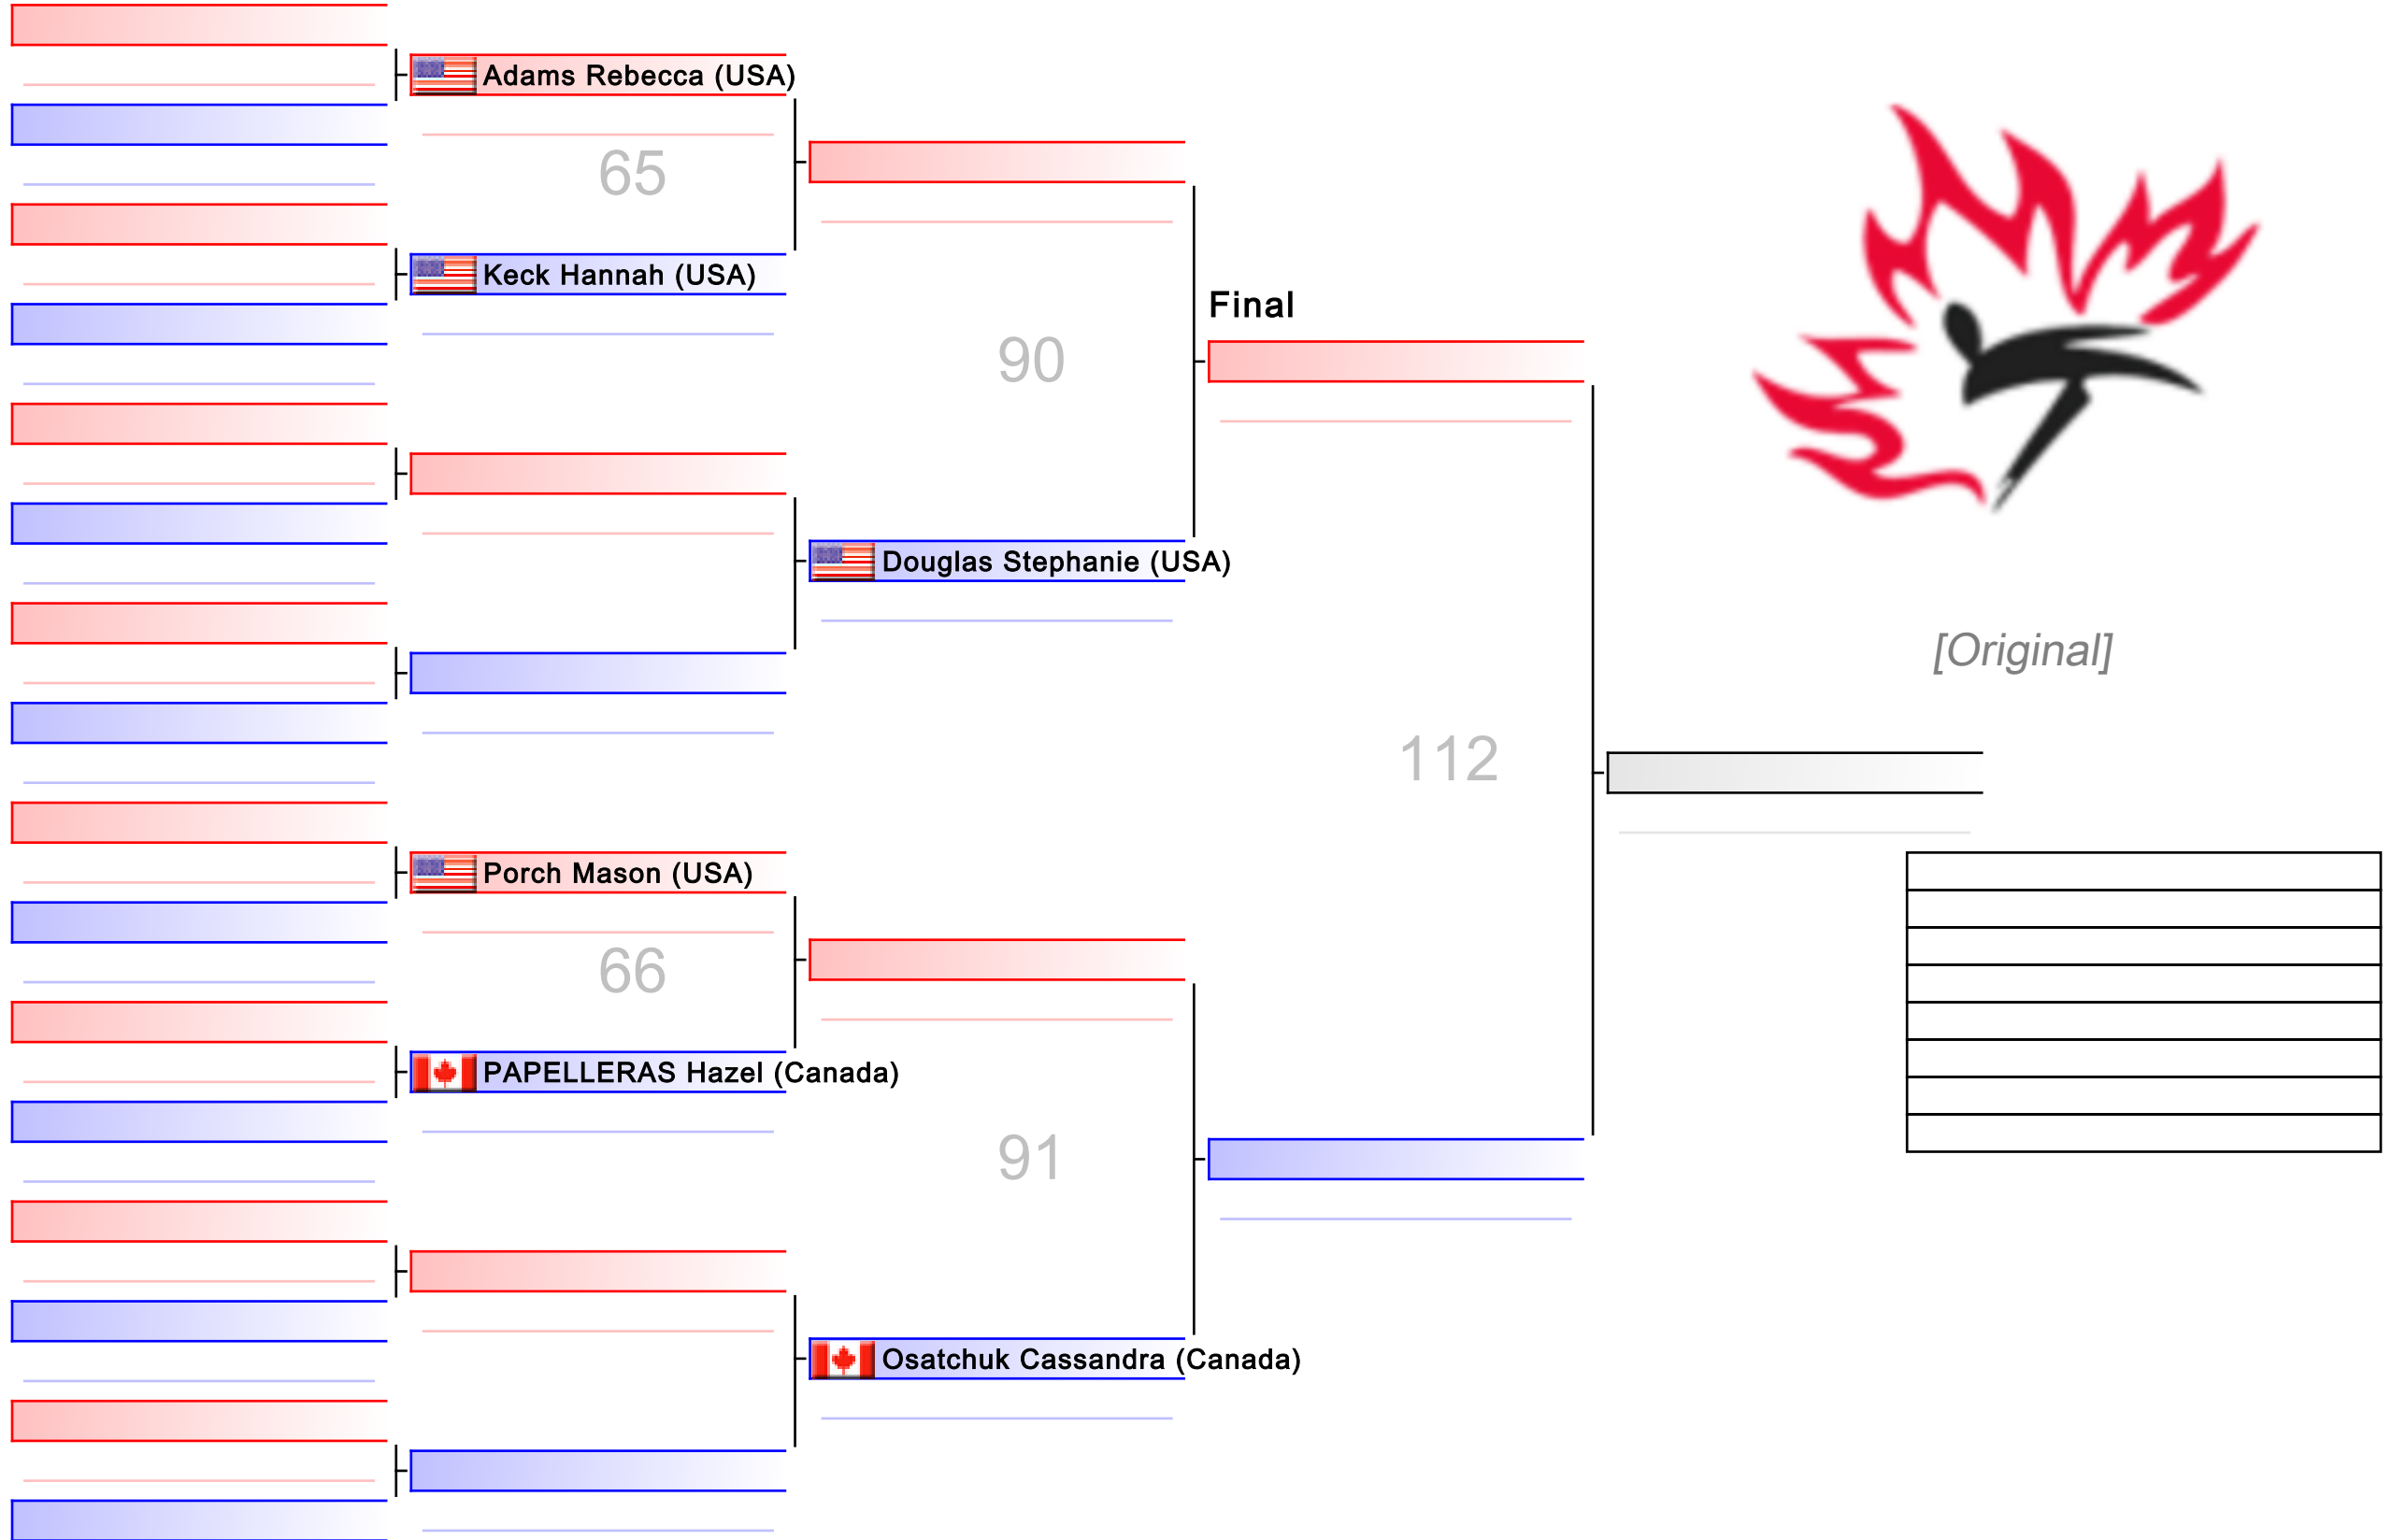 Adams Rebecca (USA)
65
Keck Hannah (USA)
Final
90
Douglas Stephanie (USA)
[Original]
112
Porch Mason (USA)
66
PAPELLERAS Hazel (Canada)
91
Osatchuk Cassandra (Canada)